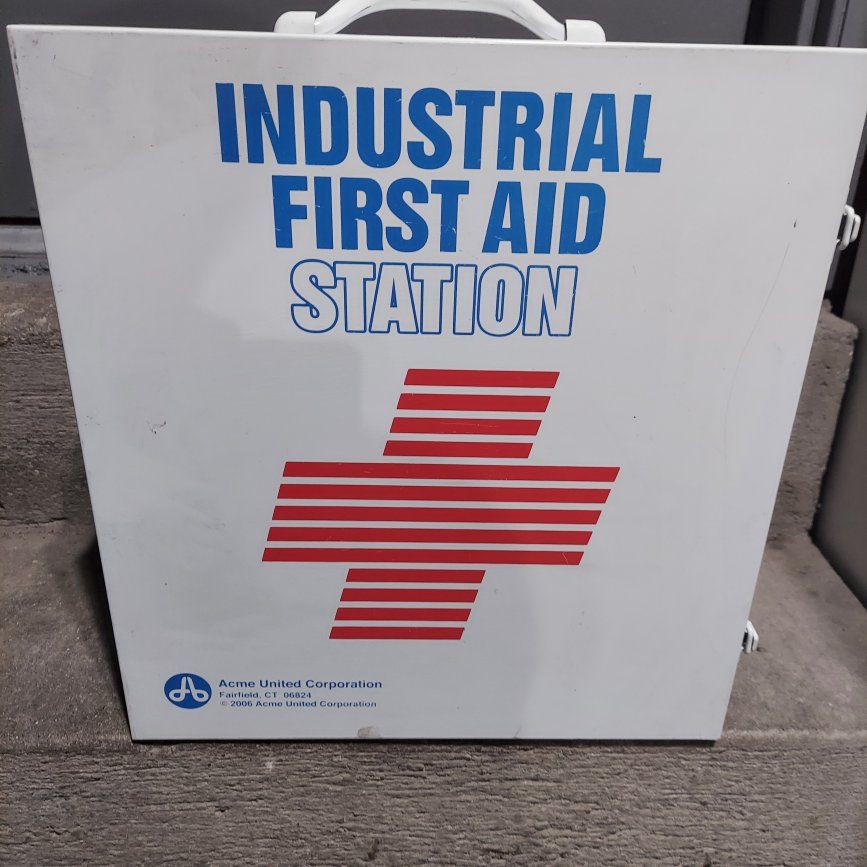 INDUSTRIAL
FIRST AID
STATION
Acme United Corporation
Fairfield, CT 06824
© 2006 Acme United Corporation